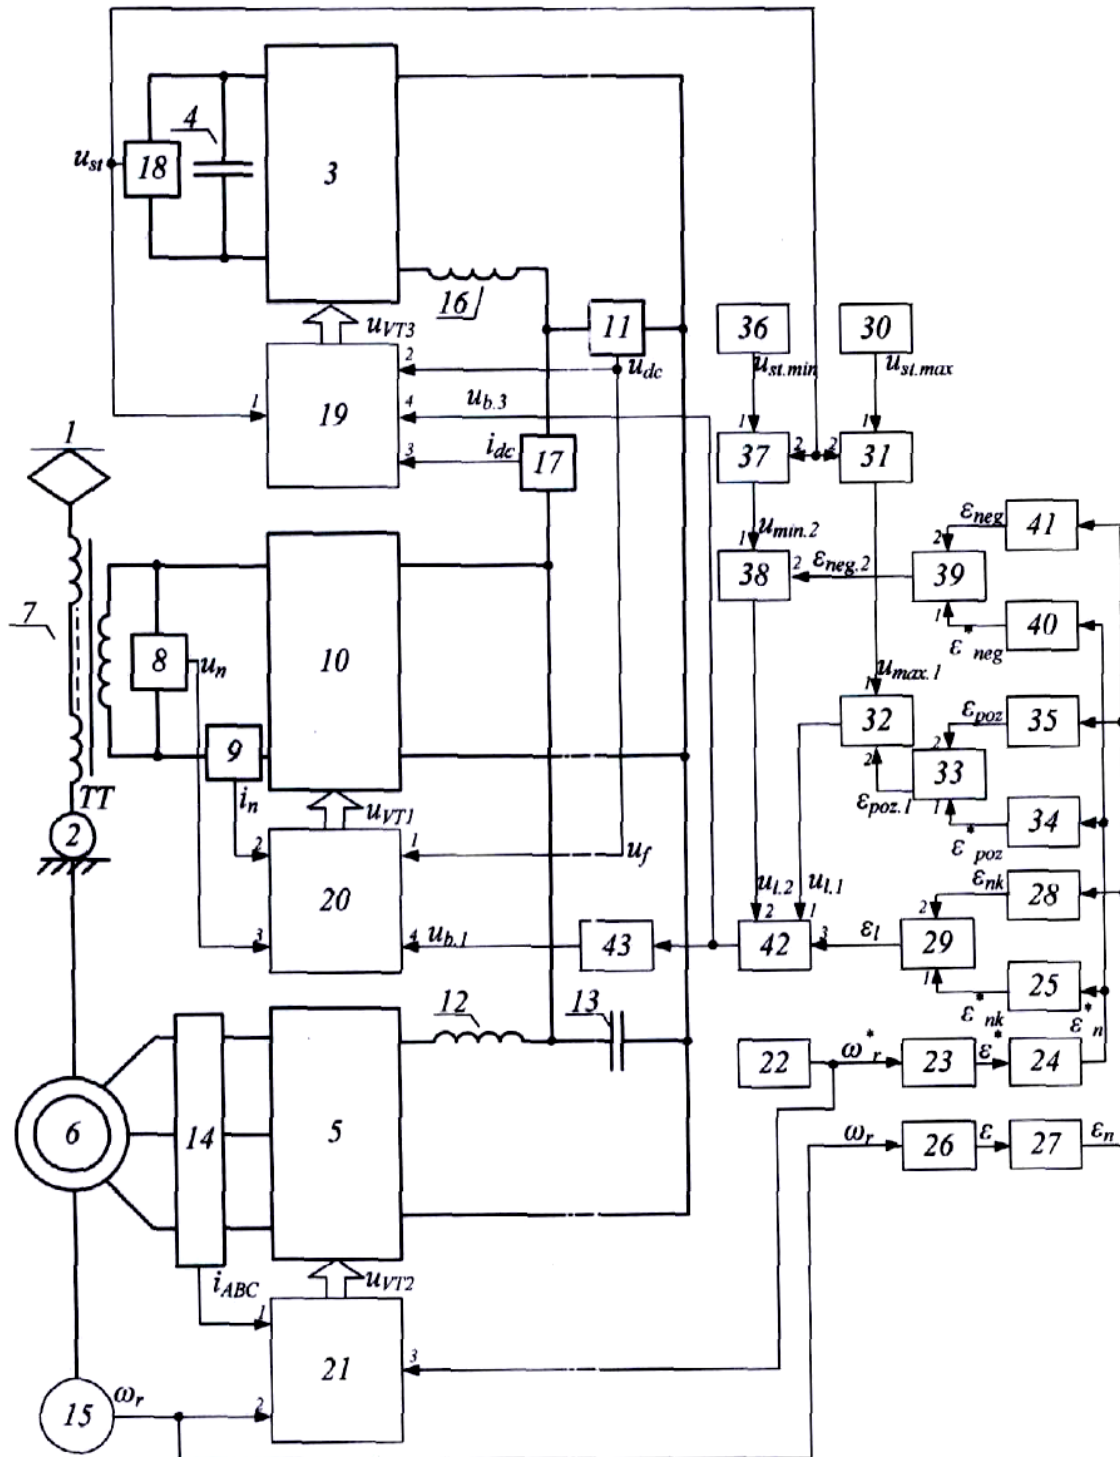 4
3
u_st
18
16
u_VT3
11
36
30
2
u_dc
u_st.min
u_st.max
1
19
4
u_b.3
1
1
3
i_dc
17
37
2
2
31
1
ε_neg
41
1
u_min.2
2
38
2
ε_neg.2
39
7
1
40
ε*_neg
8
u_n
10
u_max.1
1
32
ε_poz
35
9
2
2
33
TT
i_n
u_VT1
ε_poz.1
1
34
2
2
1
u_f
ε*_poz
20
u_l.2
u_l.1
ε_nk
28
2
1
2
3
4
u_b.1
43
42
3
ε_l
29
1
25
12
13
ε*_nk
ε*_n
22
ω*_r
23
ε*
24
6
14
5
ω_r
26
ε
27
ε_n
i_ABC
u_VT2
1
21
3
15
ω_r
2